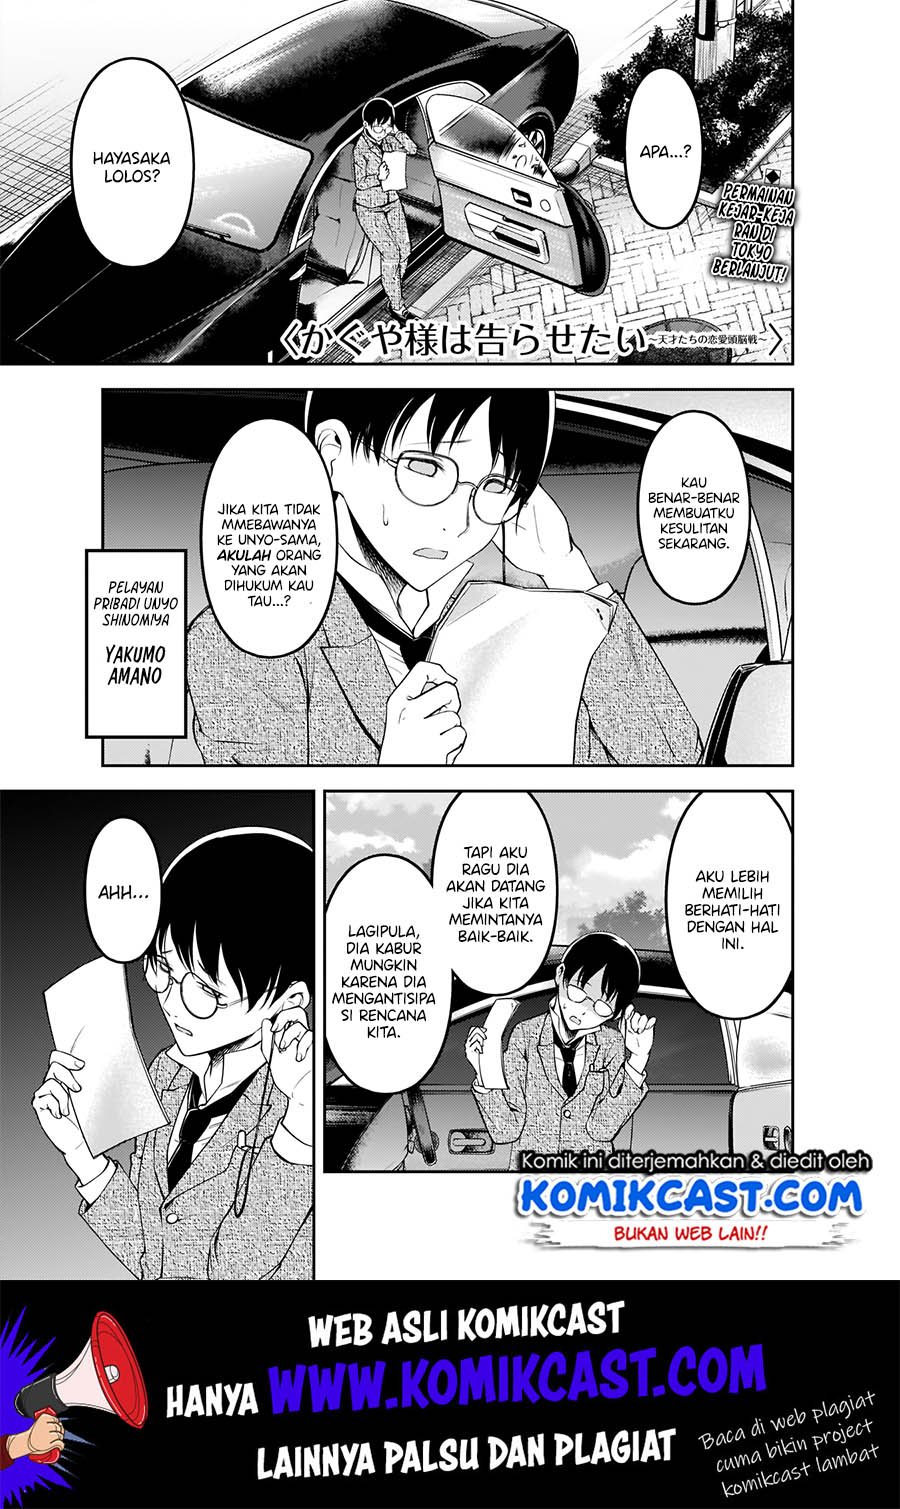 APA...?
PERMAINAN
KEJAR-KEJA
RAN DI
TOKYO
BERLANJUT!
HAYASAKA
LOLOS?
〈かぐや様は告らせたい~天才たちの恋愛頭脳戦~〉
KAU
BENAR-BENAR
MEMBUATKU
KESULITAN
SEKARANG.
JIKA KITA TIDAK
MMEBAWANYA
KE UNYO-SAMA,
AKULAH ORANG
YANG AKAN
DIHUKUM KAU
TAU...?
PELAYAN
PRIBADI UNYO
SHINOMIYA
YAKUMO
AMANO
AKU LEBIH
MEMILIH
BERHATI-HATI
DENGAN HAL
INI.
TAPI AKU
RAGU DIA
AKAN DATANG
JIKA KITA
MEMINTANYA
BAIK-BAIK.
LAGIPULA,
DIA KABUR
MUNGKIN
KARENA DIA
MENGANTISIPA
SI RENCANA
KITA.
AHH...
Komik ini diterjemahkan & diedit oleh
KOMIKCAST.COM
BUKAN WEB LAIN!!
WEB ASLI KOMIKCAST
HANYA WWW.KOMIKCAST.COM
LAINNYA PALSU DAN PLAGIAT
Baca di web plagiat
cuma bikin project
komikcast lambat